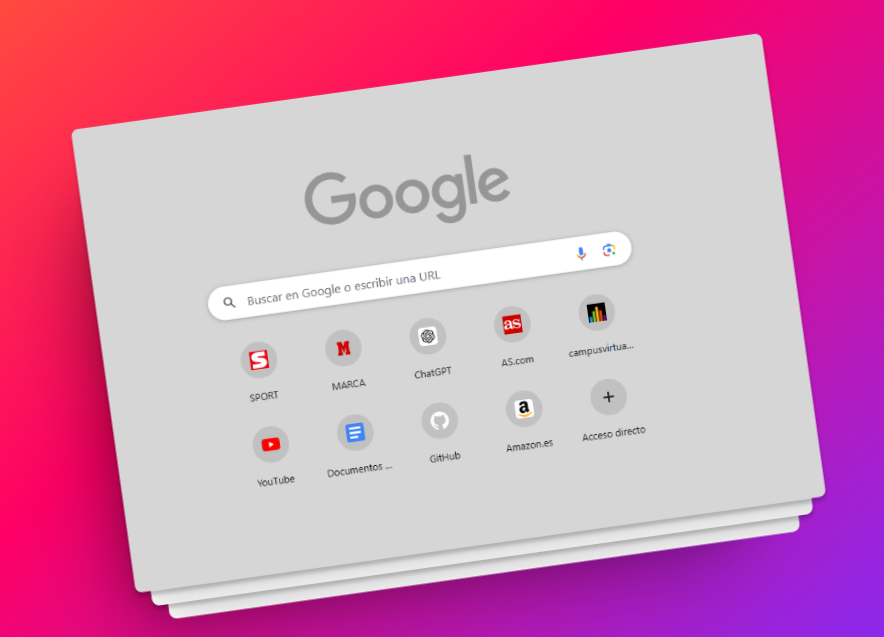 Google
Buscar en Google o escribir una URL
SPORT
MARCA
ChatGPT
as
AS.com
campusvirtua...
YouTube
Documentos ...
GitHub
a
Amazon.es
Acceso directo